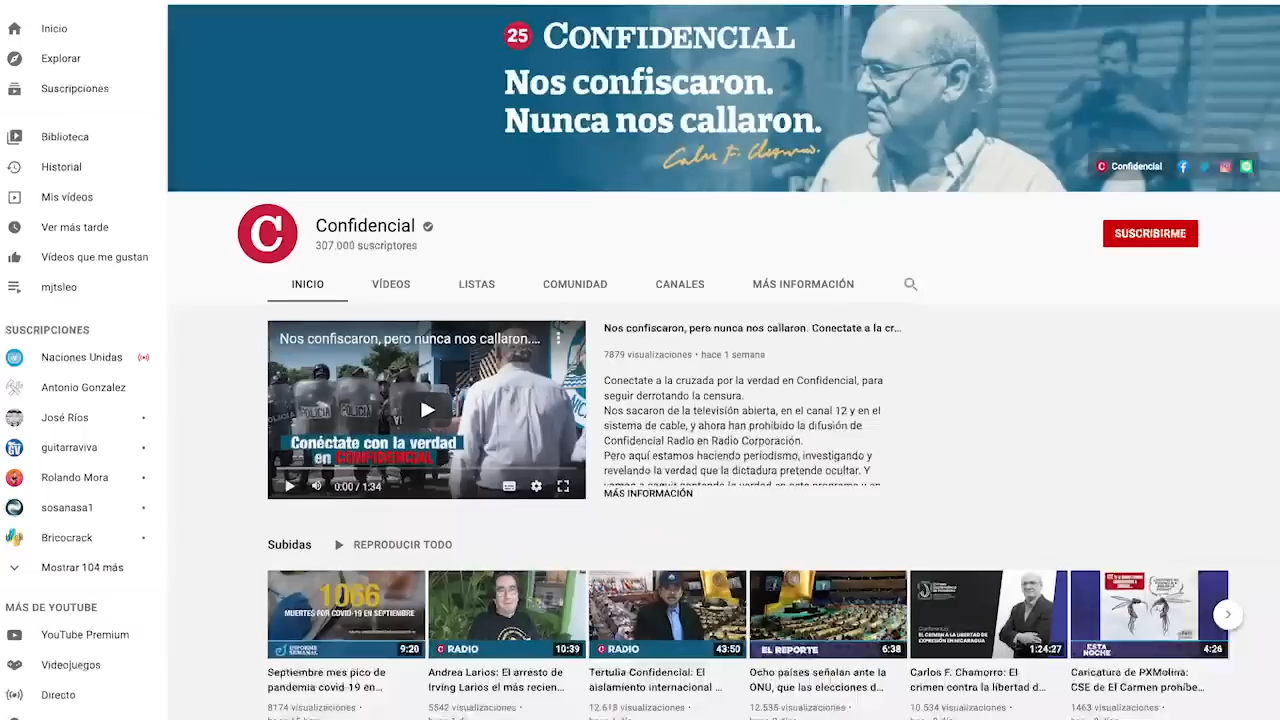 Inicio
Explorar
Suscripciones
Biblioteca
Historial
Mis vídeos
Ver más tarde
Vídeos que me gustan
mjtsleo
SUSCRIPCIONES
Naciones Unidas
Antonio Gonzalez
José Ríos
guitarraviva
Rolando Mora
sosanasa1
Bricocrack
Mostrar 104 más
MÁS DE YOUTUBE
YouTube Premium
Videojuegos
Directo
25 CONFIDENCIAL
Nos confiscaron.
Nunca nos callaron.
Confidencial
C Confidencial
307.000 suscriptores
SUSCRIBIRME
INICIO VÍDEOS LISTAS COMUNIDAD CANALES MÁS INFORMACIÓN
Nos confiscaron, pero nunca nos callaron....
POLICIA POLICIA
Conéctate con la verdad
en CONFIDENCIAL
0:00 / 1:34
Nos confiscaron, pero nunca nos callaron. Conectate a la cr...
7879 visualizaciones • hace 1 semana
Conectate a la cruzada por la verdad en Confidencial, para
seguir derrotando la censura.
Nos sacaron de la televisión abierta, en el canal 12 y en el
sistema de cable, y ahora han prohibido la difusión de
Confidencial Radio en Radio Corporación.
Pero aquí estamos haciendo periodismo, investigando y
revelando la verdad que la dictadura pretende ocultar. Y
MÁS INFORMACIÓN
Subidas REPRODUCIR TODO
1066
MUERTES POR COVID-19 EN SEPTIEMBRE
INFORME
SEMANAL
9:20
Septiembre mes pico de
pandemia covid-19 en...
8174 visualizaciones •
C RADIO
10:39
Andrea Larios: El arresto de
Irving Larios el más recien...
5542 visualizaciones •
C RADIO
43:50
Tertulia Confidencial: El
aislamiento internacional ...
12.618 visualizaciones •
EL REPORTE
6:38
Ocho países señalan ante la
ONU, que las elecciones d...
12.535 visualizaciones •
EL CRIMEN A LA LIBERTAD DE
EXPRESIÓN EN NICARAGUA
1:24:27
Carlos F. Chamorro: El
crimen contra la libertad d...
10.534 visualizaciones •
ESTA
NOCHE
4:26
Caricatura de PXMolina:
CSE de El Carmen prohíbe...
1463 visualizaciones •